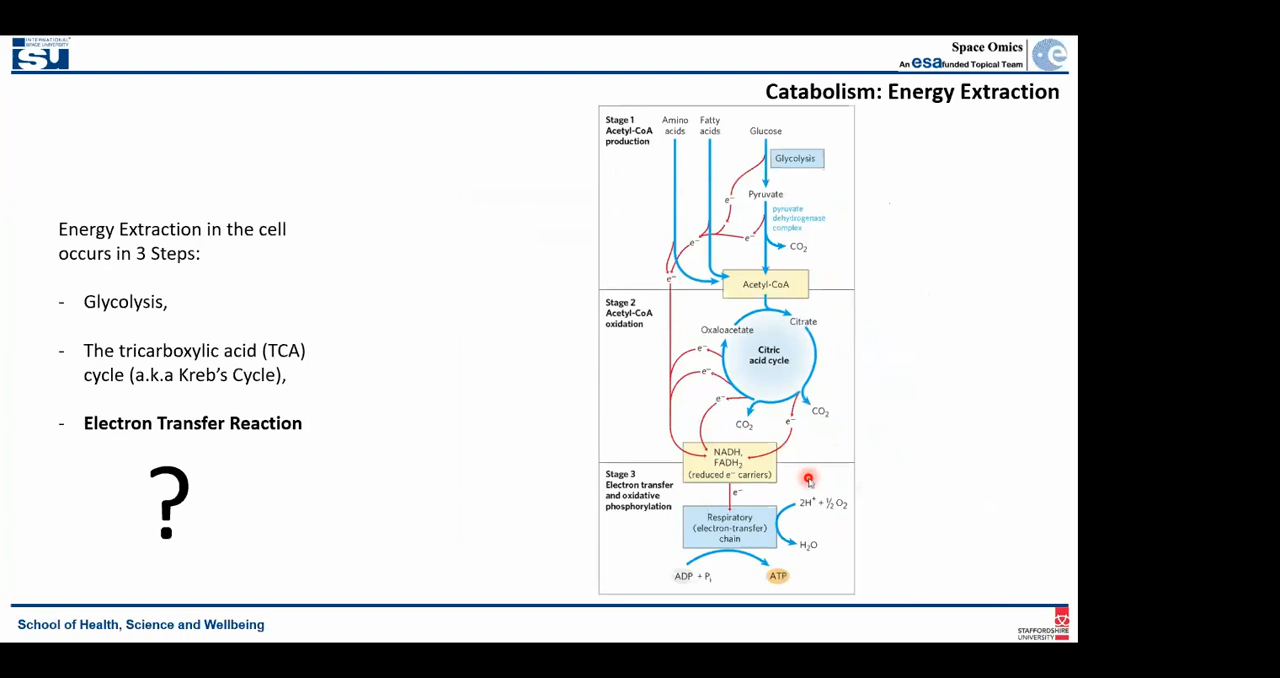 INTERNATIONAL
SPACE UNIVERSITY
ISU
Space Omics
An esa funded Topical Team
esa
Catabolism: Energy Extraction
Energy Extraction in the cell
occurs in 3 Steps:
- Glycolysis,
- The tricarboxylic acid (TCA)
cycle (a.k.a Kreb’s Cycle),
- Electron Transfer Reaction
?
Stage 1
Acetyl-CoA
production
Amino
acids
Fatty
acids
Glucose
Glycolysis
e⁻
Pyruvate
pyruvate
dehydrogenase
complex
e⁻
e⁻
CO₂
e⁻
Acetyl-CoA
Stage 2
Acetyl-CoA
oxidation
Oxaloacetate
Citrate
Citric
acid cycle
e⁻
e⁻
e⁻
CO₂
CO₂
e⁻
NADH,
FADH₂
(reduced e⁻ carriers)
Stage 3
Electron transfer
and oxidative
phosphorylation
e⁻
2H⁺ + ½ O₂
Respiratory
(electron-transfer)
chain
H₂O
ADP + Pᵢ
ATP
School of Health, Science and Wellbeing
STAFFORDSHIRE
UNIVERSITY